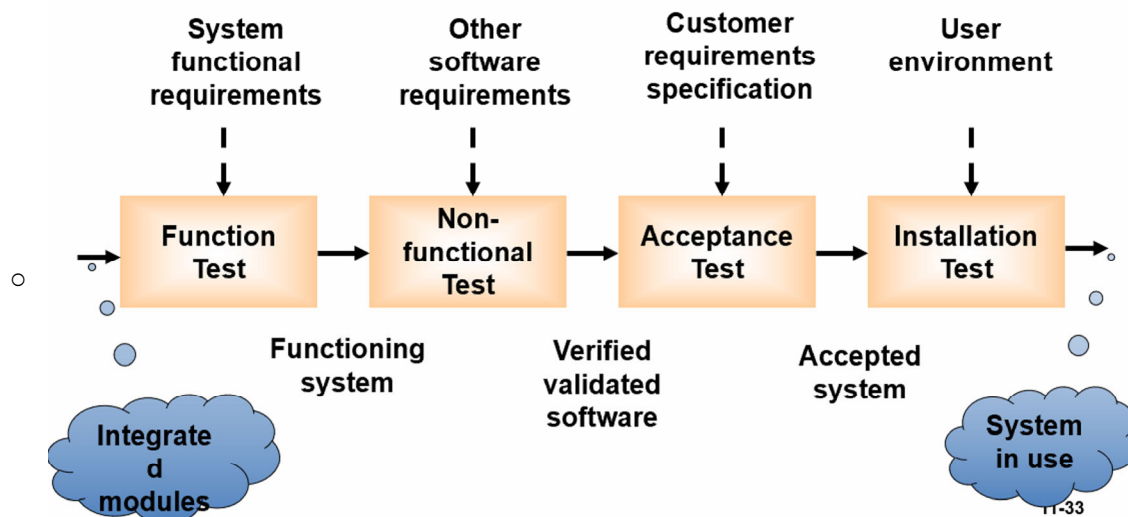 System
functional
requirements
Other
software
requirements
Customer
requirements
specification
User
environment
Function
Test
Non-
functional
Test
Acceptance
Test
Installation
Test
Functioning
system
Verified
validated
software
Accepted
system
Integrate
d
modules
System
in use
11-33